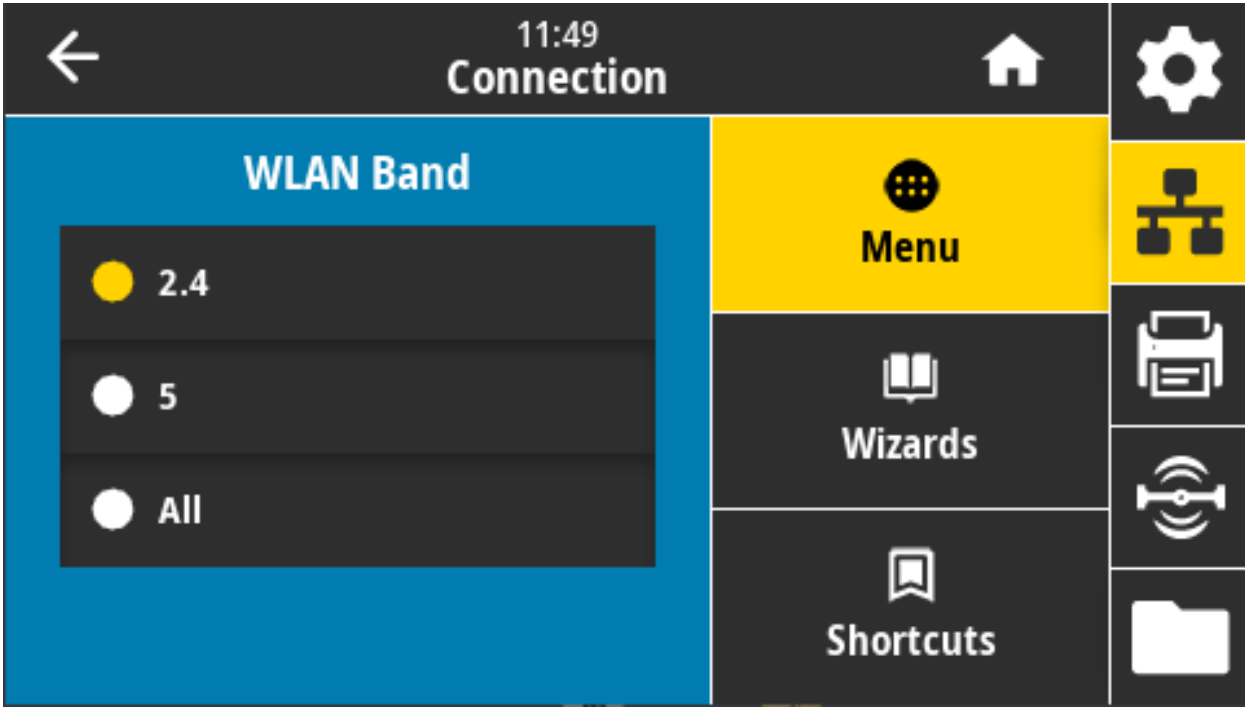 11:49
Connection
WLAN Band
2.4
5
All
Menu
Wizards
Shortcuts